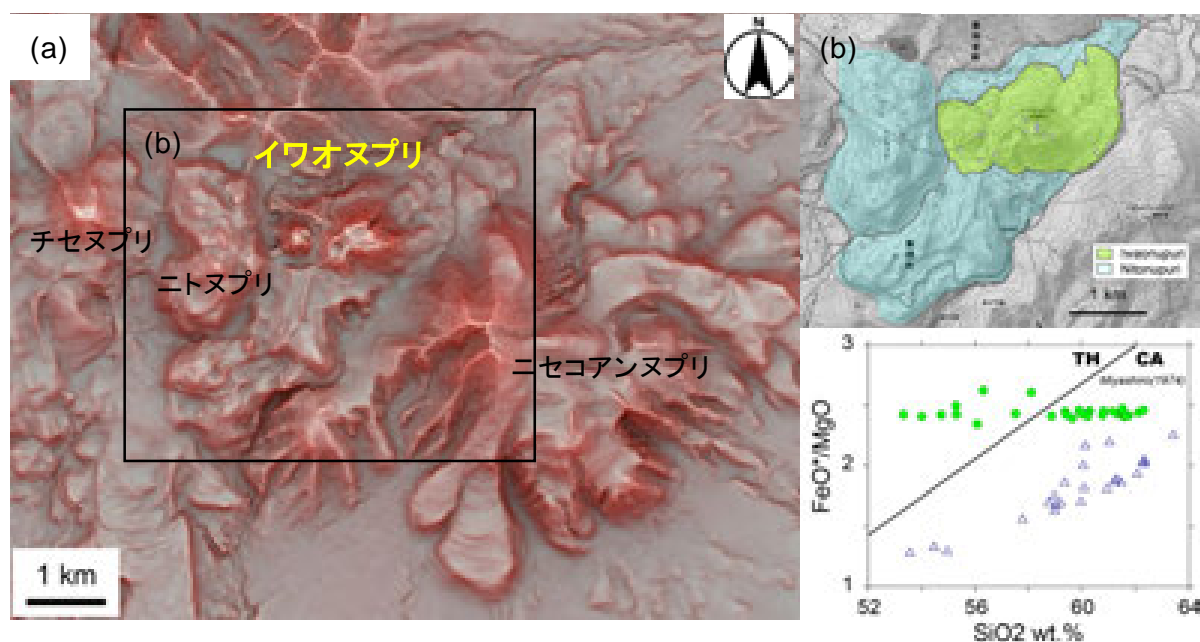 (a)
N
(b)
イワオヌプリ
チセヌプリ
ニトヌプリ
ニセコアンヌプリ
1 km
(b)
Iwaonupuri
Nitonupuri
1 km
3
TH CA
Miyashiro(1974)
FeO*/MgO
2
1
52 56 60 64
SiO2 wt.%